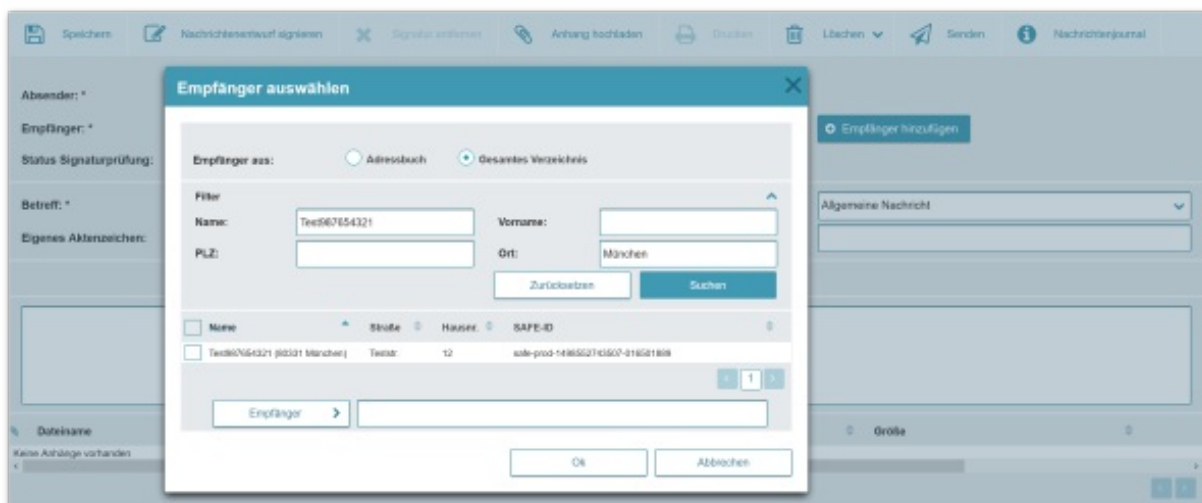 Speichern Nachrichtenentwurf signieren Signatur entfernen Anhang hochladen Drucken Löschen Senden Nachrichtenjournal
Empfänger auswählen
Absender: *
Empfänger: * Empfänger hinzufügen
Status Signaturprüfung: Empfänger aus: Adressbuch Gesamtes Verzeichnis
Filter
Betreff: * Allgemeine Nachricht
Name: Test987654321 Vorname:
Eigenes Aktenzeichen:
PLZ: Ort: München
Zurücksetzen Suchen
Name Straße Hausnr. SAFE-ID
Test987654321 (80331 München) Teststr. 12
1
Empfänger
Dateiname Größe
Keine Anhänge vorhanden
Ok Abbrechen